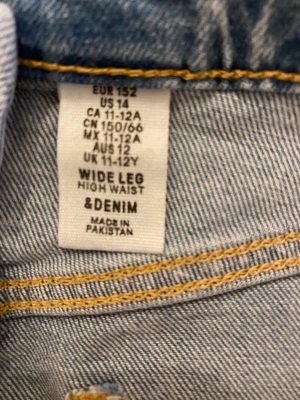 EUR 152
US 14
CA 11-12A
CN 150/66
MX 11-12A
AUS 12
UK 11-12Y
WIDE LEG
HIGH WAIST
&DENIM
MADE IN
PAKISTAN